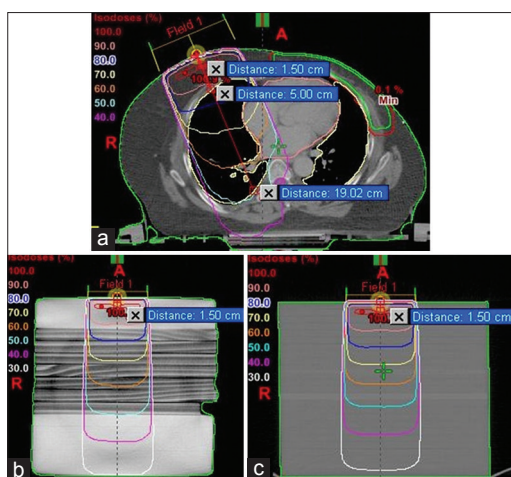 Isodoses (%)
100.0
90.0
80.0
70.0
60.0
50.0
40.0
Field 1
A
Distance: 1.50 cm
Distance: 5.00 cm
0.1 %
Min
R
Distance: 19.02 cm
a
Isodoses (%)
100.0
90.0
80.0
70.0
60.0
50.0
40.0
30.0
A
Field 1
Distance: 1.50 cm
R
b
Isodoses (%)
100.0
90.0
80.0
70.0
60.0
50.0
40.0
30.0
A
Field 1
Distance: 1.50 cm
R
c